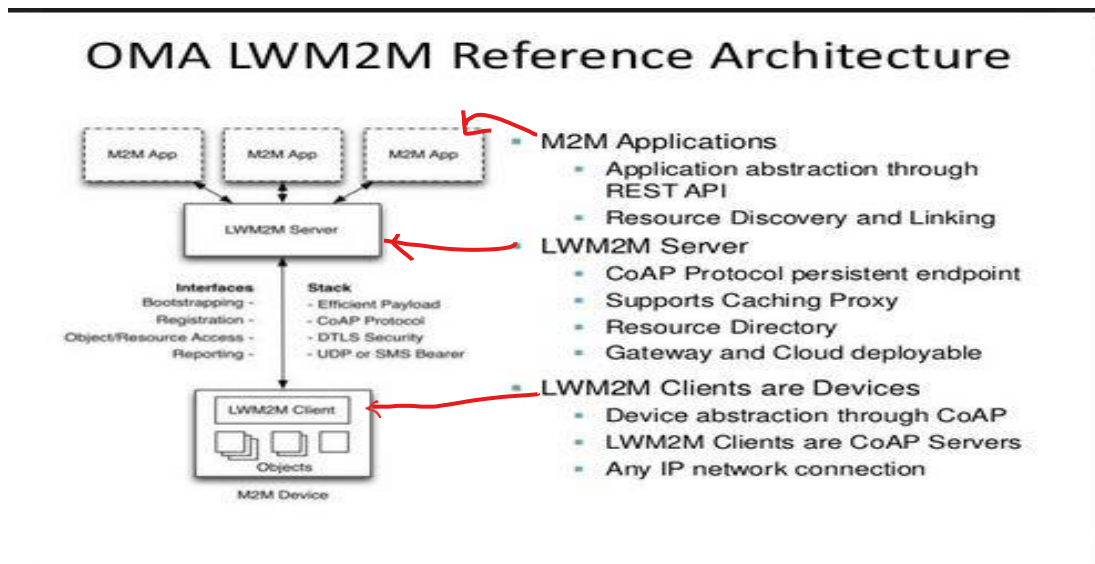 OMA LWM2M Reference Architecture
M2M App
M2M App
M2M App
LWM2M Server
Interfaces
Bootstrapping -
Registration -
Object/Resource Access -
Reporting -
Stack
- Efficient Payload
- CoAP Protocol
- DTLS Security
- UDP or SMS Bearer
LWM2M Client
Objects
M2M Device
▪ M2M Applications
▪ Application abstraction through
REST API
▪ Resource Discovery and Linking
▪ LWM2M Server
▪ CoAP Protocol persistent endpoint
▪ Supports Caching Proxy
▪ Resource Directory
▪ Gateway and Cloud deployable
▪ LWM2M Clients are Devices
▪ Device abstraction through CoAP
▪ LWM2M Clients are CoAP Servers
▪ Any IP network connection